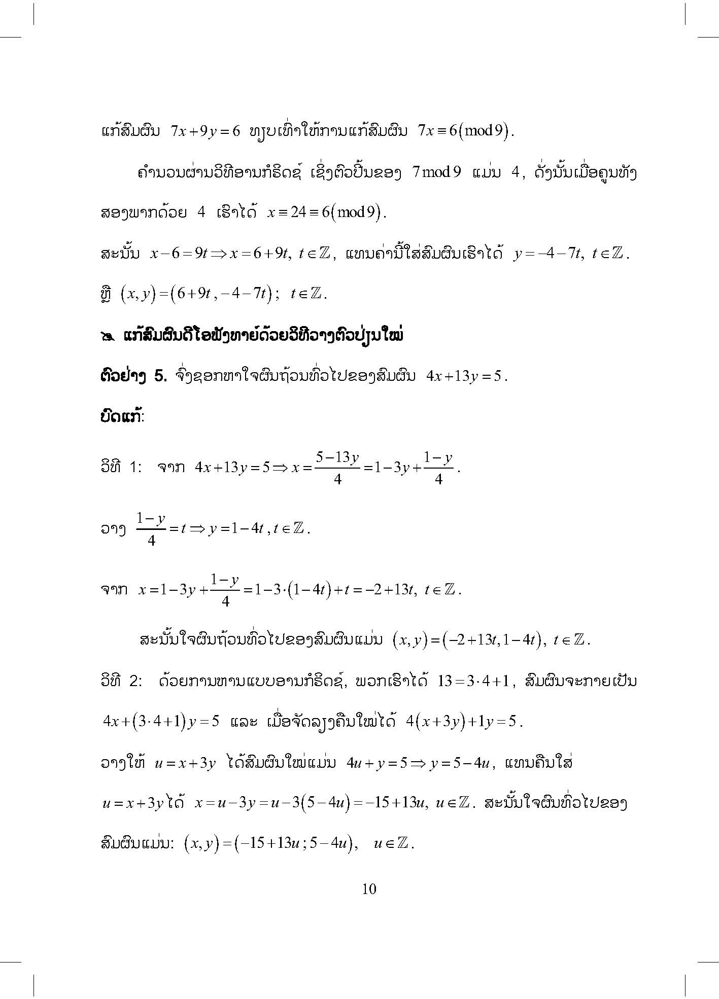 ແກ້ສົມຜົນ 7x+9y=6 ທຽບເທົ່າໃຫ້ການແກ້ສົມຜົນ 7x≡6(mod9).
ຄຳນວນຜ່ານວິທີອານກໍຣິດຊ໌ ເຊິ່ງຕົວປີ້ນຂອງ 7mod9 ແມ່ນ 4, ດັ່ງນັ້ນເມື່ອຄູນທັງ
ສອງພາກດ້ວຍ 4 ເຮົາໄດ້ x≡24≡6(mod9).
ສະນັ້ນ x−6=9t⇒x=6+9t, t∈ℤ, ແທນຄ່ານີ້ໃສ່ສົມຜົນເຮົາໄດ້ y=−4−7t, t∈ℤ.
ຫຼື (x,y)=(6+9t,−4−7t); t∈ℤ.
ແກ້ສົມຜົນດີໂອຟັງທາຍ໌ດ້ວຍວິທີວາງຕົວປ່ຽນໃໝ່
ຕົວຢ່າງ 5. ຈົ່ງຊອກຫາໃຈຜົນຖ້ວນທົ່ວໄປຂອງສົມຜົນ 4x+13y=5.
ບົດແກ້:
ວິທີ 1: ຈາກ 4x+13y=5⇒x=(5−13y)/4=1−3y+(1−y)/4.
ວາງ (1−y)/4=t⇒y=1−4t,t∈ℤ.
ຈາກ x=1−3y+(1−y)/4=1−3·(1−4t)+t=−2+13t, t∈ℤ.
ສະນັ້ນໃຈຜົນຖ້ວນທົ່ວໄປຂອງສົມຜົນແມ່ນ (x,y)=(−2+13t,1−4t), t∈ℤ.
ວິທີ 2: ດ້ວຍການຫານແບບອານກໍຣິດຊ໌, ພວກເຮົາໄດ້ 13=3·4+1, ສົມຜົນຈະກາຍເປັນ
4x+(3·4+1)y=5 ແລະ ເມື່ອຈັດລຽງຄືນໃໝ່ໄດ້ 4(x+3y)+1y=5.
ວາງໃຫ້ u=x+3y ໄດ້ສົມຜົນໃໝ່ແມ່ນ 4u+y=5⇒y=5−4u, ແທນຄືນໃສ່
u=x+3yໄດ້ x=u−3y=u−3(5−4u)=−15+13u, u∈ℤ. ສະນັ້ນໃຈຜົນທົ່ວໄປຂອງ
ສົມຜົນແມ່ນ: (x,y)=(−15+13u;5−4u), u∈ℤ.
10